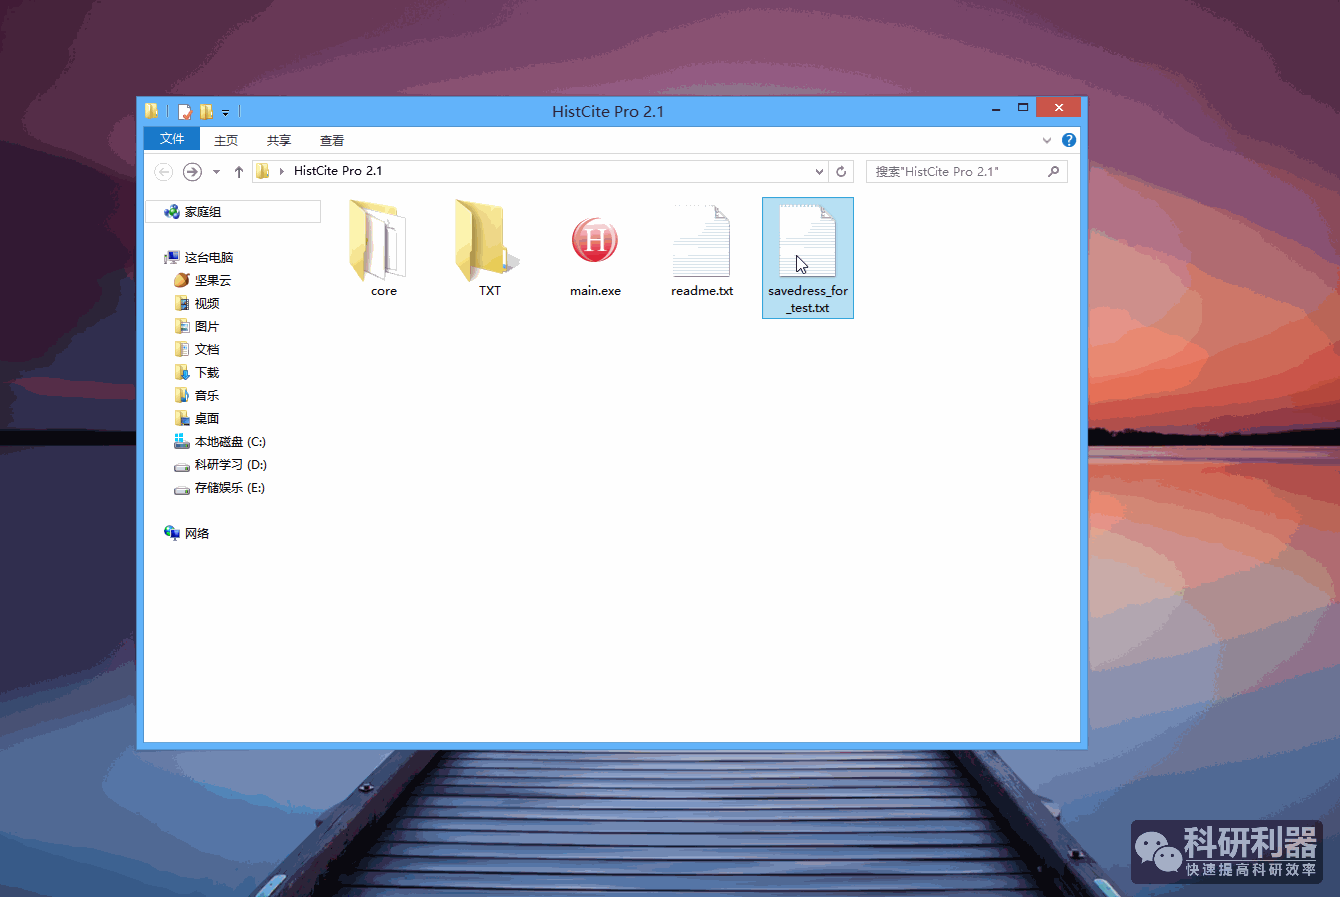 HistCite Pro 2.1
文件 主页 共享 查看
HistCite Pro 2.1
搜索"HistCite Pro 2.1"
家庭组
这台电脑
坚果云
视频
图片
文档
下载
音乐
桌面
本地磁盘 (C:)
科研学习 (D:)
存储娱乐 (E:)
网络
core
TXT
main.exe
readme.txt
savedress_for
_test.txt
科研利器
快速提高科研效率